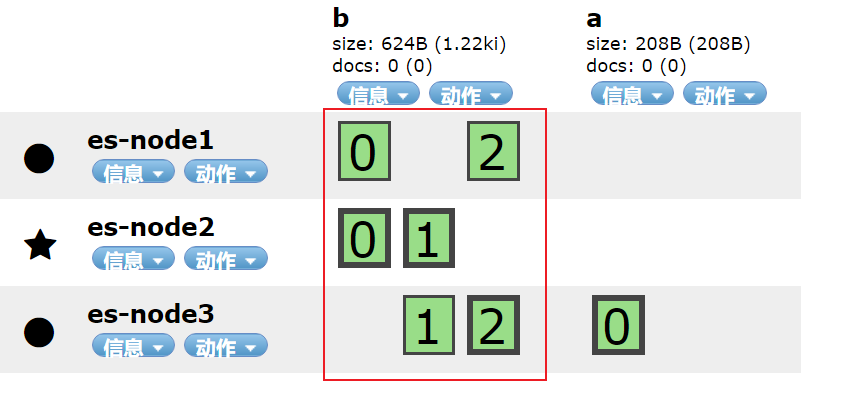 b
size: 624B (1.22ki)
docs: 0 (0)
信息 动作
a
size: 208B (208B)
docs: 0 (0)
信息 动作
es-node1
信息 动作
0 2
es-node2
信息 动作
0 1
es-node3
信息 动作
1 2 0